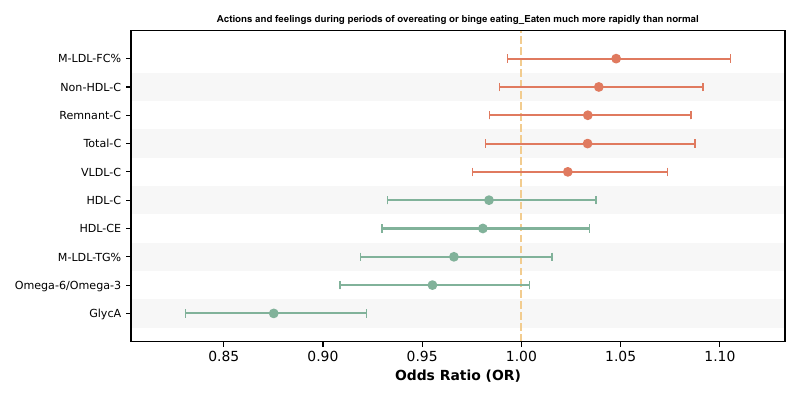 Actions and feelings during periods of overeating or binge eating_Eaten much more rapidly than normal
M-LDL-FC%
Non-HDL-C
Remnant-C
Total-C
VLDL-C
HDL-C
HDL-CE
M-LDL-TG%
Omega-6/Omega-3
GlycA
0.85 0.90 0.95 1.00 1.05 1.10
Odds Ratio (OR)